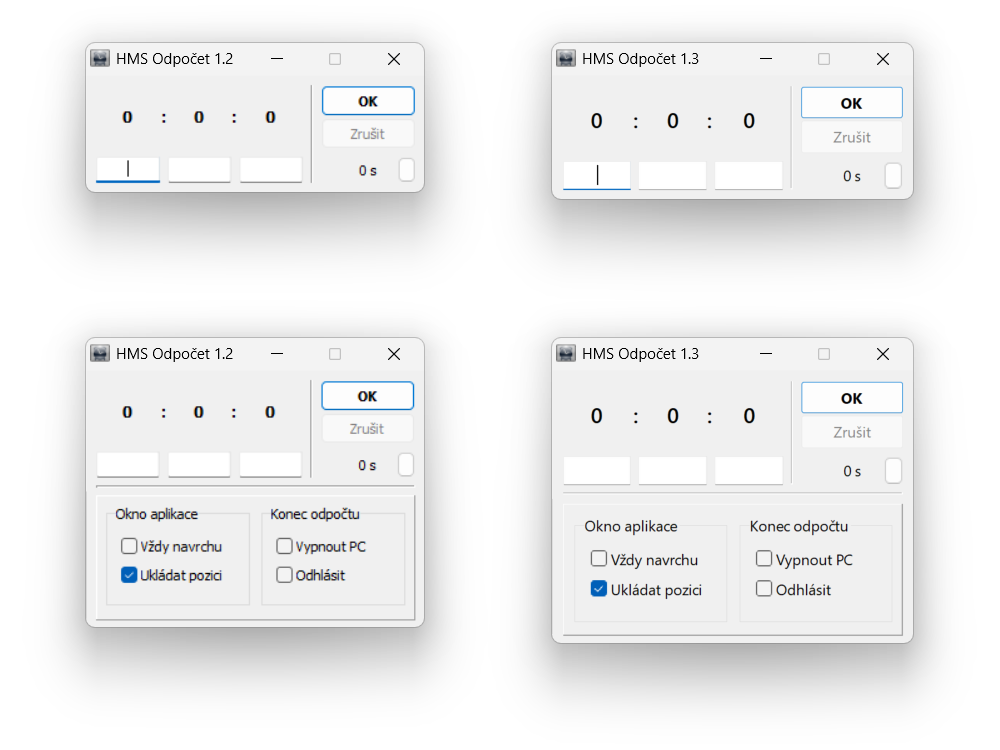 HMS Odpočet 1.2
0 : 0 : 0
OK
Zrušit
0 s
HMS Odpočet 1.3
0 : 0 : 0
OK
Zrušit
0 s
HMS Odpočet 1.2
0 : 0 : 0
OK
Zrušit
0 s
Okno aplikace
Vždy navrchu
Ukládat pozici
Konec odpočtu
Vypnout PC
Odhlásit
HMS Odpočet 1.3
0 : 0 : 0
OK
Zrušit
0 s
Okno aplikace
Vždy navrchu
Ukládat pozici
Konec odpočtu
Vypnout PC
Odhlásit